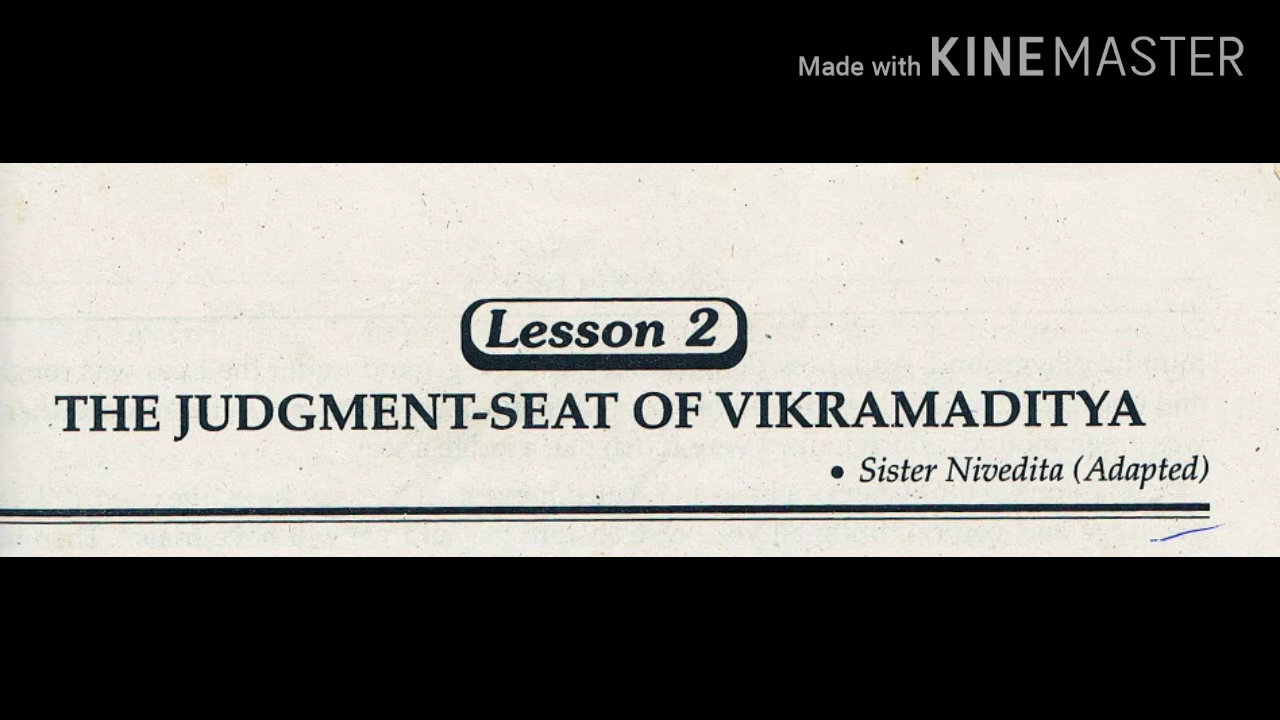 Made with KINEMASTER
Lesson 2
THE JUDGMENT-SEAT OF VIKRAMADITYA
• Sister Nivedita (Adapted)